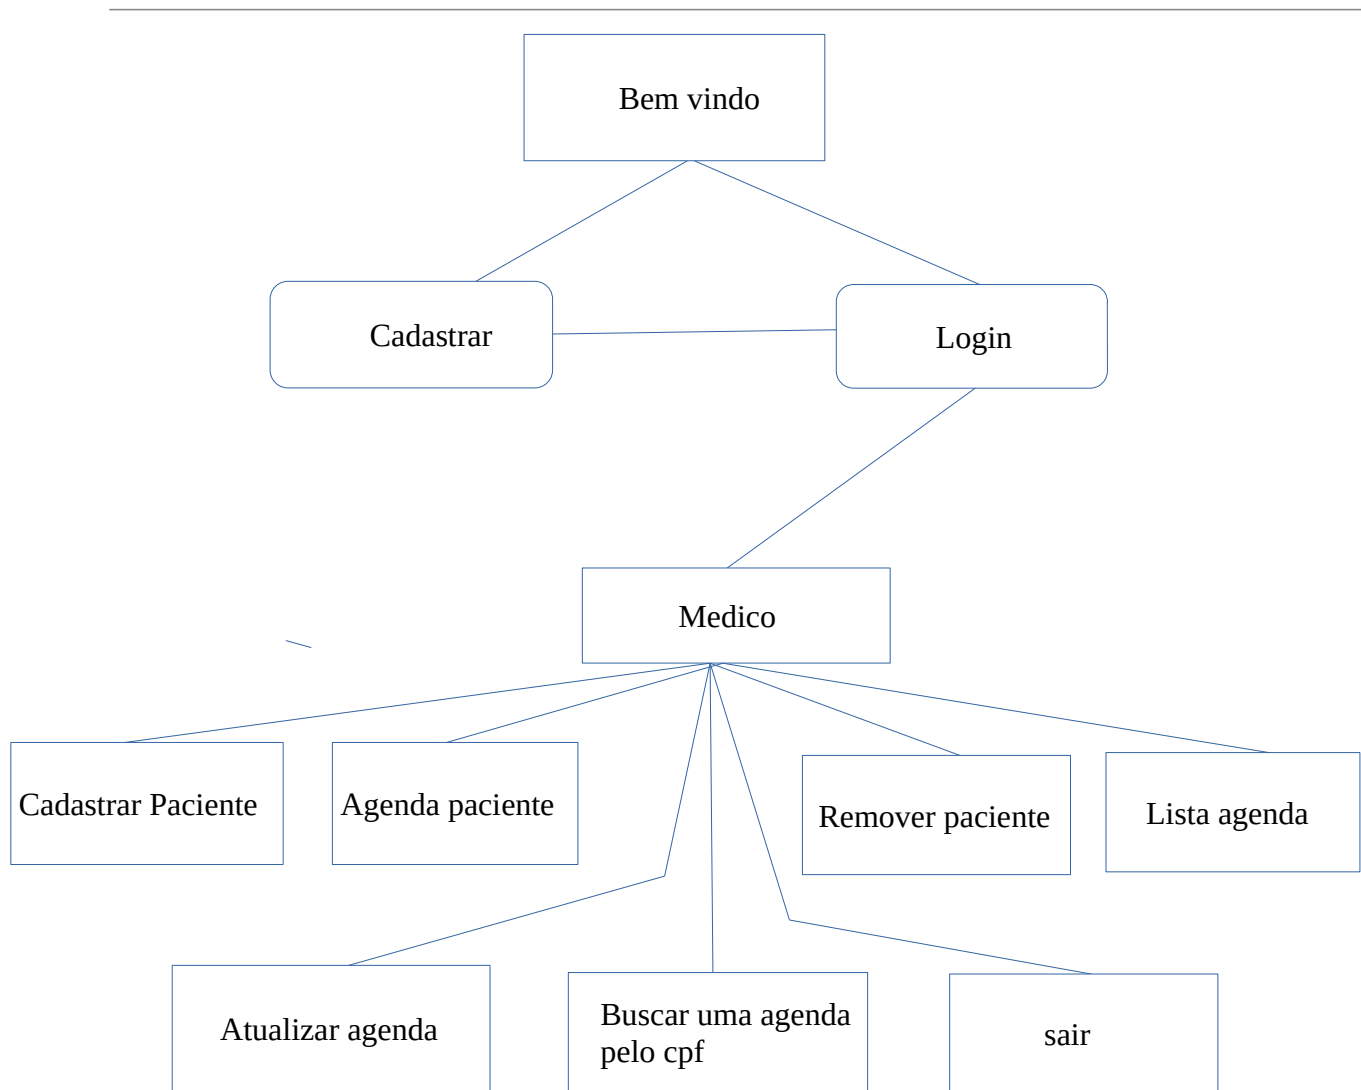 Bem vindo
Cadastrar
Login
Medico
Cadastrar Paciente
Agenda paciente
Remover paciente
Lista agenda
Atualizar agenda
Buscar uma agenda
pelo cpf
sair